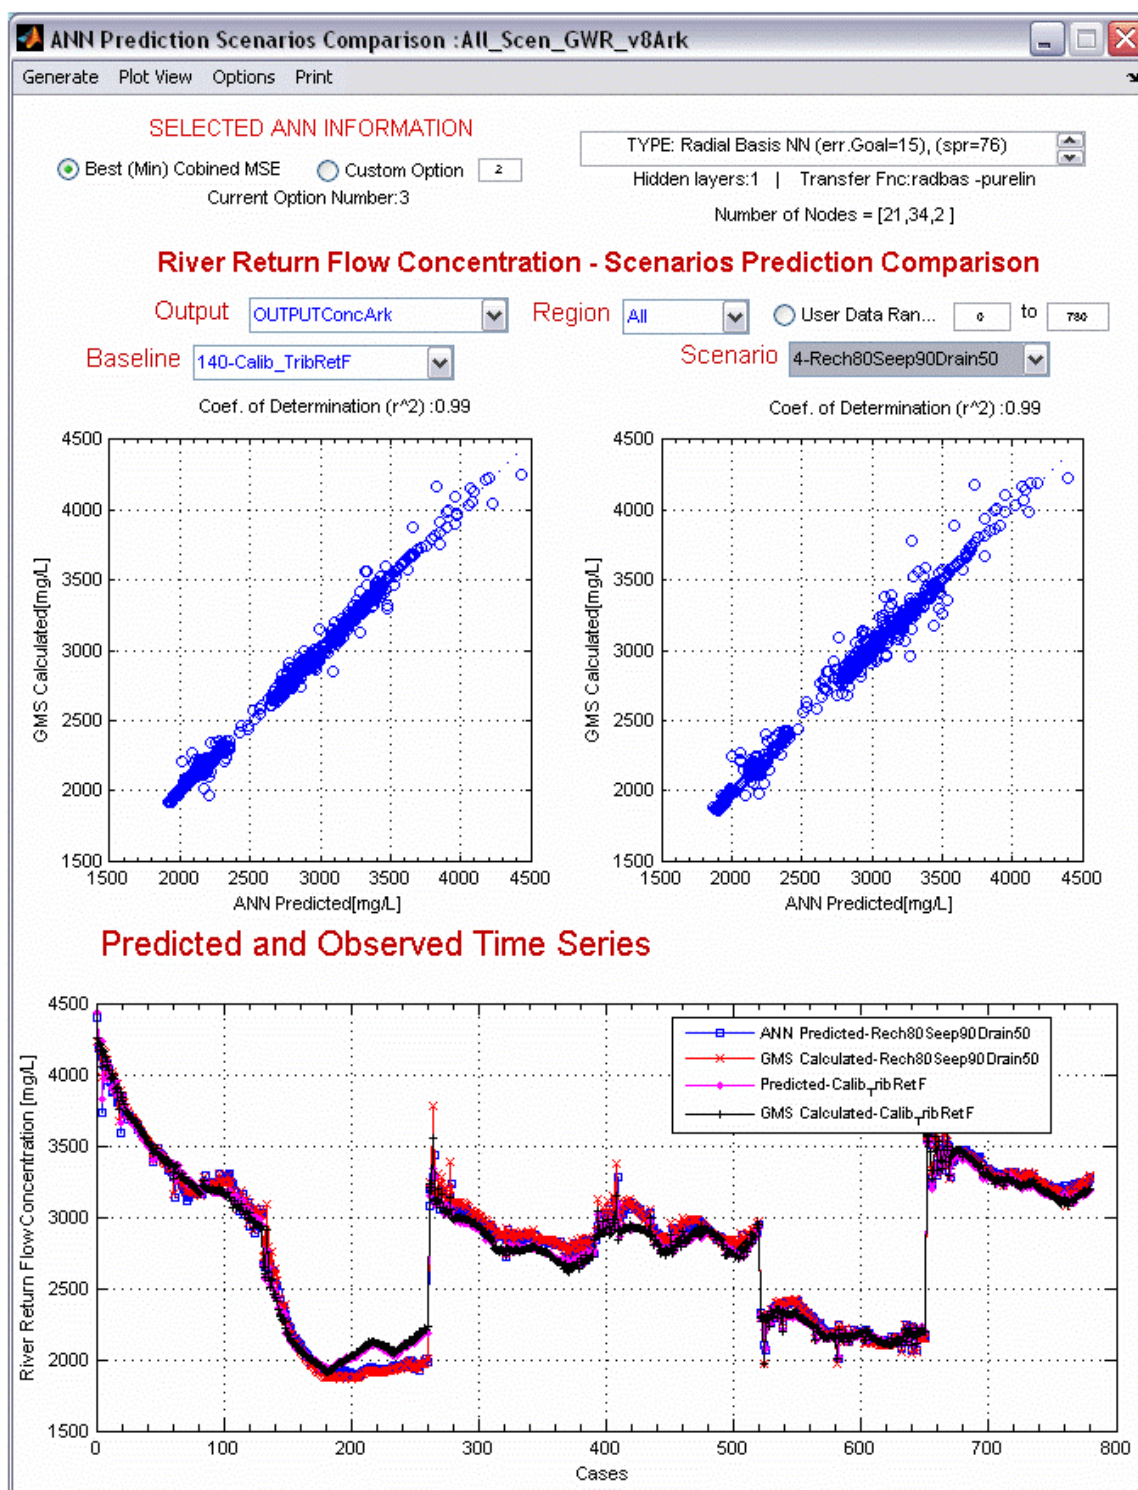 ANN Prediction Scenarios Comparison :All_Scen_GWR_v8Ark
Generate Plot View Options Print
SELECTED ANN INFORMATION
Best (Min) Cobined MSE Custom Option 2
Current Option Number:3
TYPE: Radial Basis NN (err.Goal=15), (spr=76)
Hidden layers:1 | Transfer Fnc:radbas -purelin
Number of Nodes = [21,34,2 ]
River Return Flow Concentration - Scenarios Prediction Comparison
Output OUTPUTConcArk Region All User Data Ran... 0 to 780
Baseline 140-Calib_TribRetF Scenario 4-Rech80Seep90Drain50
Coef. of Determination (r^2) :0.99
Coef. of Determination (r^2) :0.99
4500
4000
3500
3000
2500
2000
1500
GMS Calculated[mg/L]
1500 2000 2500 3000 3500 4000 4500
ANN Predicted[mg/L]
4500
4000
3500
3000
2500
2000
1500
GMS Calculated[mg/L]
1500 2000 2500 3000 3500 4000 4500
ANN Predicted[mg/L]
Predicted and Observed Time Series
4500
4000
3500
3000
2500
2000
1500
River Return FlowConcentration [mg/L]
ANN Predicted-Rech80Seep90Drain50
GMS Calculated-Rech80Seep90Drain50
Predicted-Calib_TribRetF
GMS Calculated-Calib_TribRetF
0 100 200 300 400 500 600 700 800
Cases